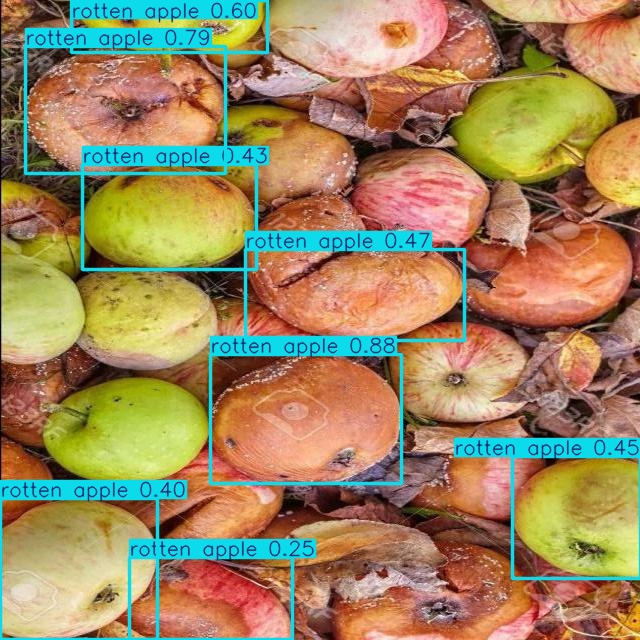 rotten apple 0.60
rotten apple 0.79
rotten apple 0.43
rotten apple 0.47
rotten apple 0.88
rotten apple 0.45
rotten apple 0.40
rotten apple 0.25